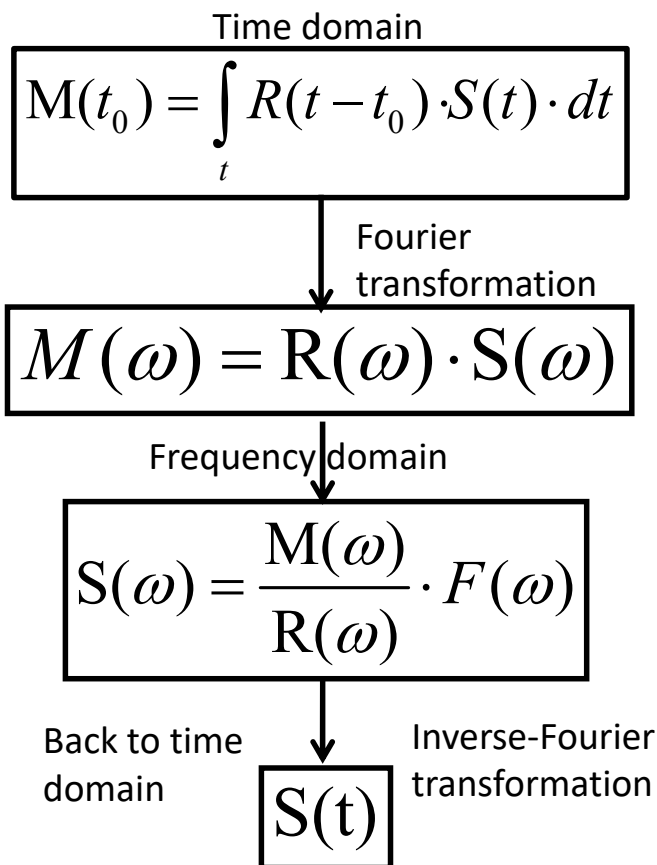 Time domain
M(t₀) = ∫ₜ R(t − t₀) · S(t) · dt
Fourier
transformation
M(ω) = R(ω) · S(ω)
Frequency domain
S(ω) = M(ω)/R(ω) · F(ω)
Back to time
domain
Inverse-Fourier
transformation
S(t)